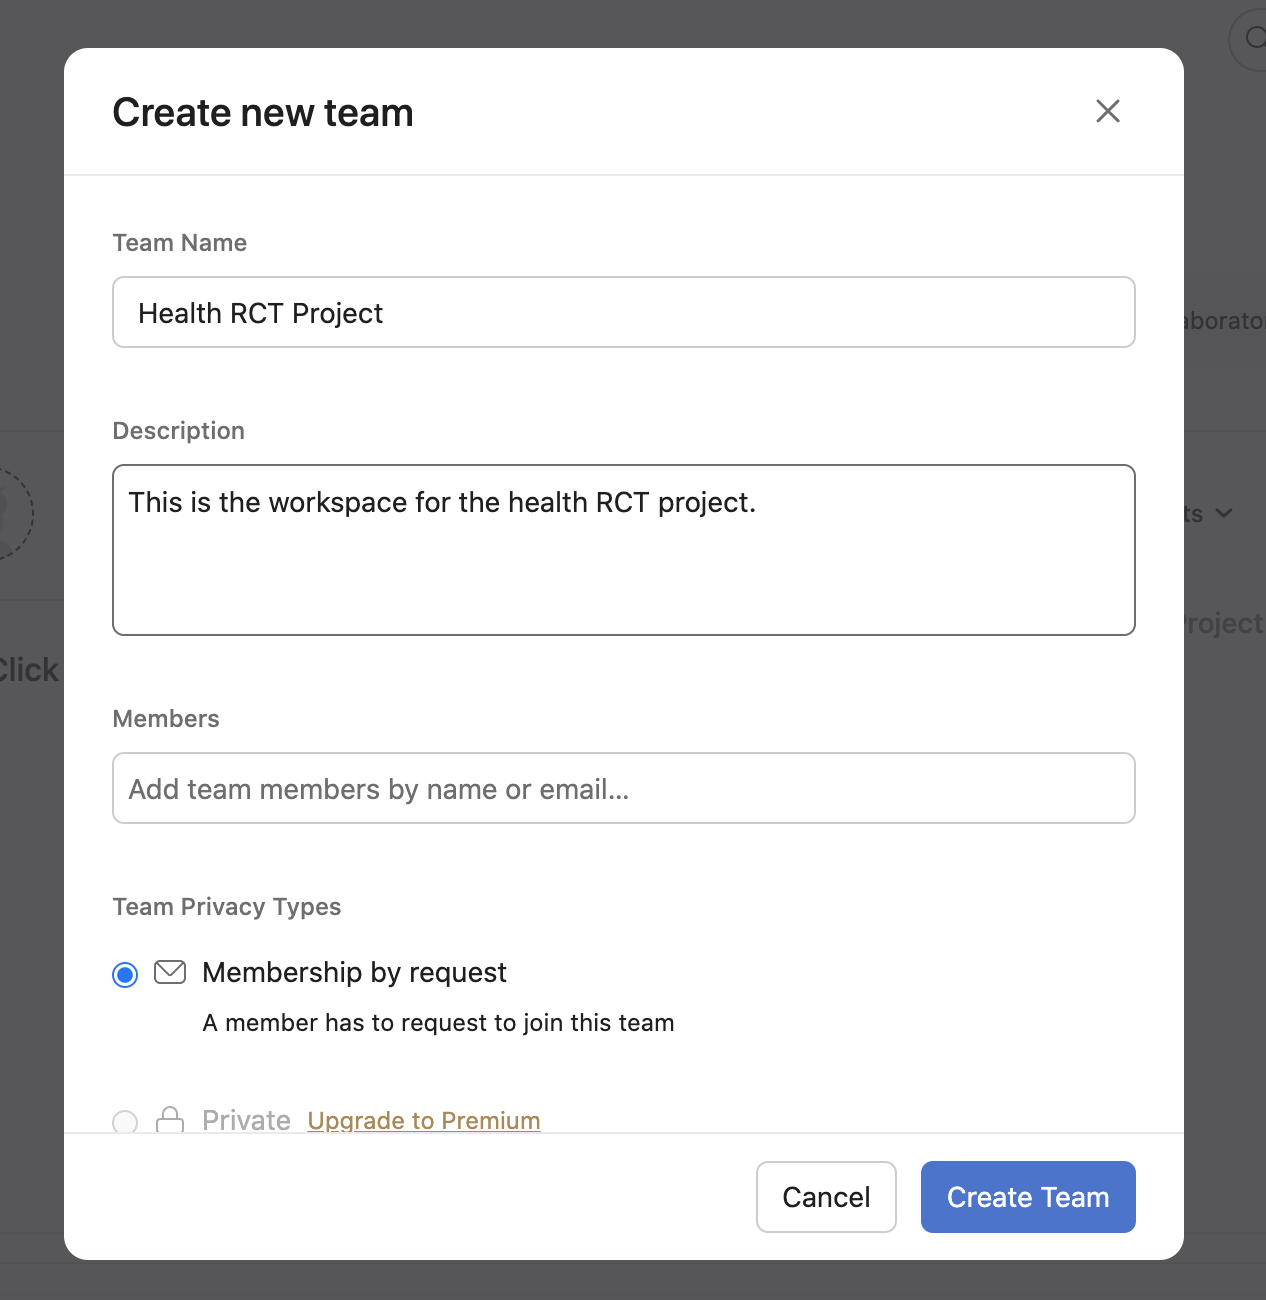 Create new team
Team Name
Health RCT Project
aborato
Description
This is the workspace for the health RCT project.
ts
Project
Click
Members
Add team members by name or email...
Team Privacy Types
Membership by request
A member has to request to join this team
Private Upgrade to Premium
Cancel Create Team